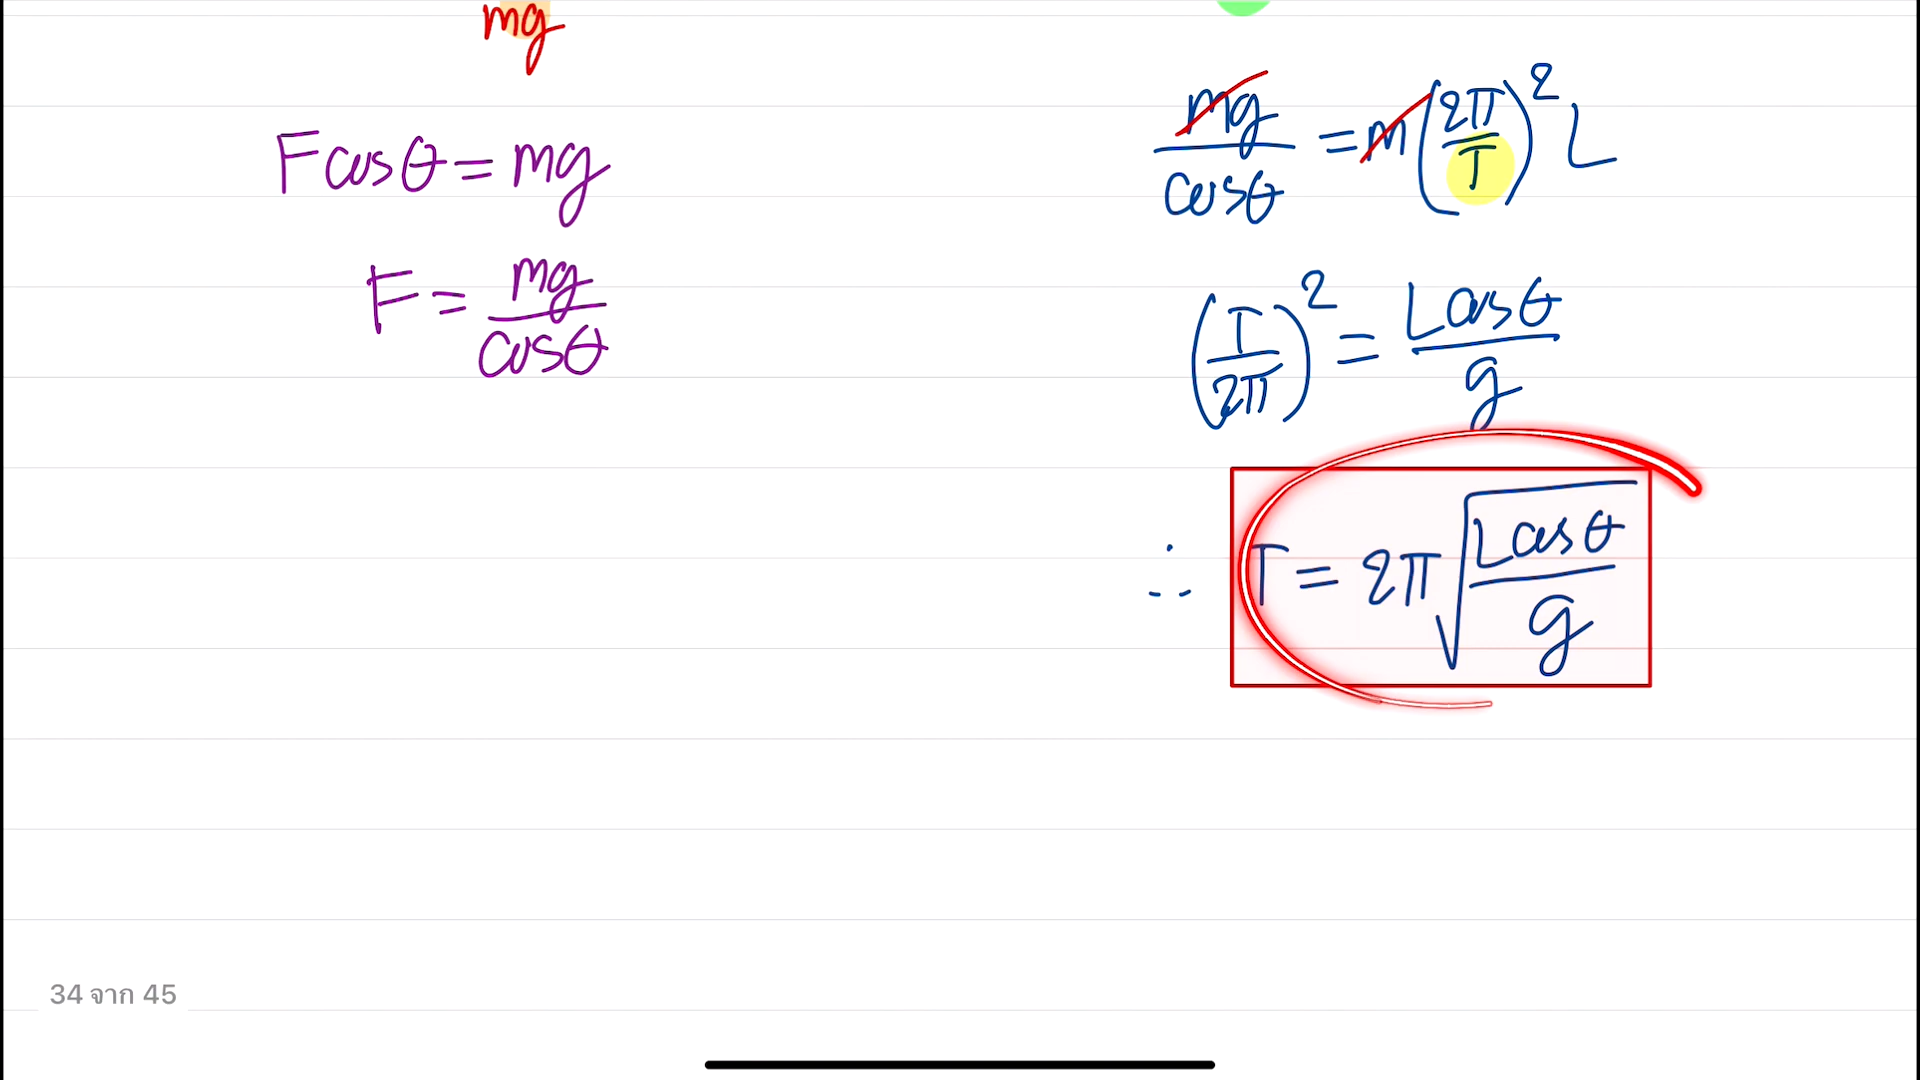 mg
Fcosθ = mg
F = mg/cosθ
mg/cosθ = m(2π/T)² L
(T/2π)² = Lcosθ/g
∴ T = 2π√(Lcosθ/g)
34 จาก 45